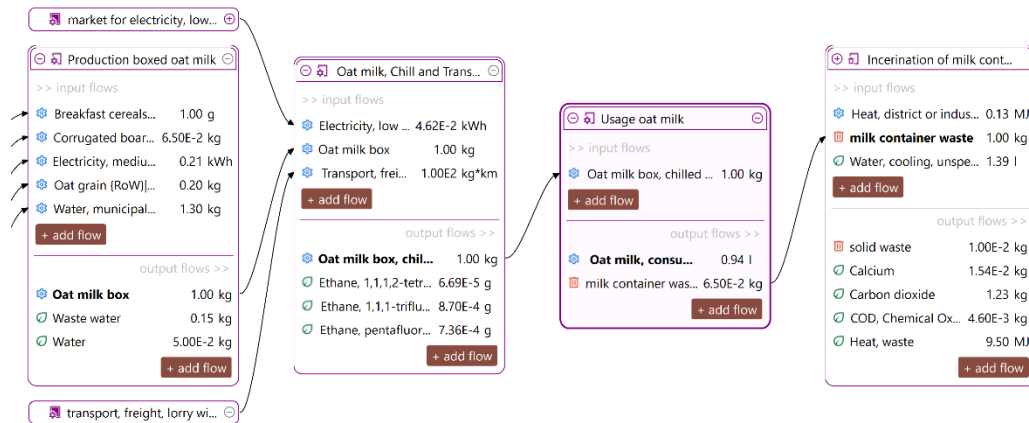 market for electricity, low...
Production boxed oat milk
>> input flows
Breakfast cereals... 1.00 g
Corrugated boar... 6.50E-2 kg
Electricity, mediu... 0.21 kWh
Oat grain {RoW}|... 0.20 kg
Water, municipal... 1.30 kg
+ add flow
output flows >>
Oat milk box 1.00 kg
Waste water 0.15 kg
Water 5.00E-2 kg
+ add flow
transport, freight, lorry wi...
Oat milk, Chill and Trans...
>> input flows
Electricity, low ... 4.62E-2 kWh
Oat milk box 1.00 kg
Transport, frei... 1.00E2 kg*km
+ add flow
output flows >>
Oat milk box, chil... 1.00 kg
Ethane, 1,1,1,2-tetr... 6.69E-5 g
Ethane, 1,1,1-triflu... 8.70E-4 g
Ethane, pentafluor... 7.36E-4 g
+ add flow
Usage oat milk
>> input flows
Oat milk box, chilled ... 1.00 kg
+ add flow
output flows >>
Oat milk, consu... 0.94 l
milk container was... 6.50E-2 kg
+ add flow
Incerination of milk cont...
>> input flows
Heat, district or indus... 0.13 MJ
milk container waste 1.00 kg
Water, cooling, unspe... 1.39 l
+ add flow
output flows >>
solid waste 1.00E-2 kg
Calcium 1.54E-2 kg
Carbon dioxide 1.23 kg
COD, Chemical Ox... 4.60E-3 kg
Heat, waste 9.50 MJ
+ add flow